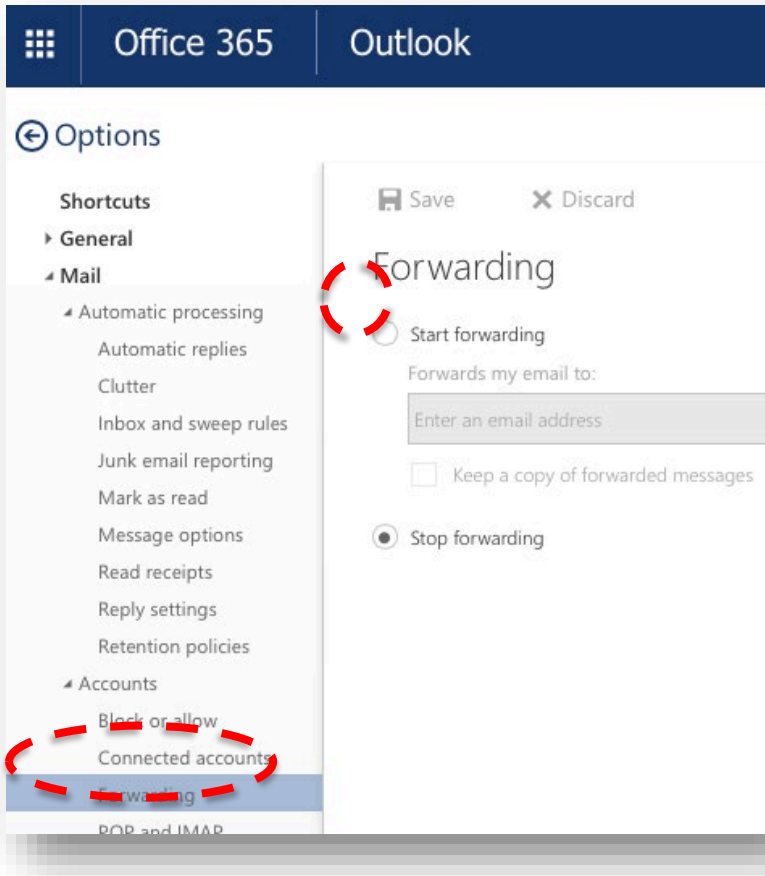 Office 365 Outlook
Options
Shortcuts
General
Mail
Automatic processing
Automatic replies
Clutter
Inbox and sweep rules
Junk email reporting
Mark as read
Message options
Read receipts
Reply settings
Retention policies
Accounts
Block or allow
Connected accounts
Forwarding
POP and IMAP
Save Discard
Forwarding
Start forwarding
Forwards my email to:
Enter an email address
Keep a copy of forwarded messages
Stop forwarding